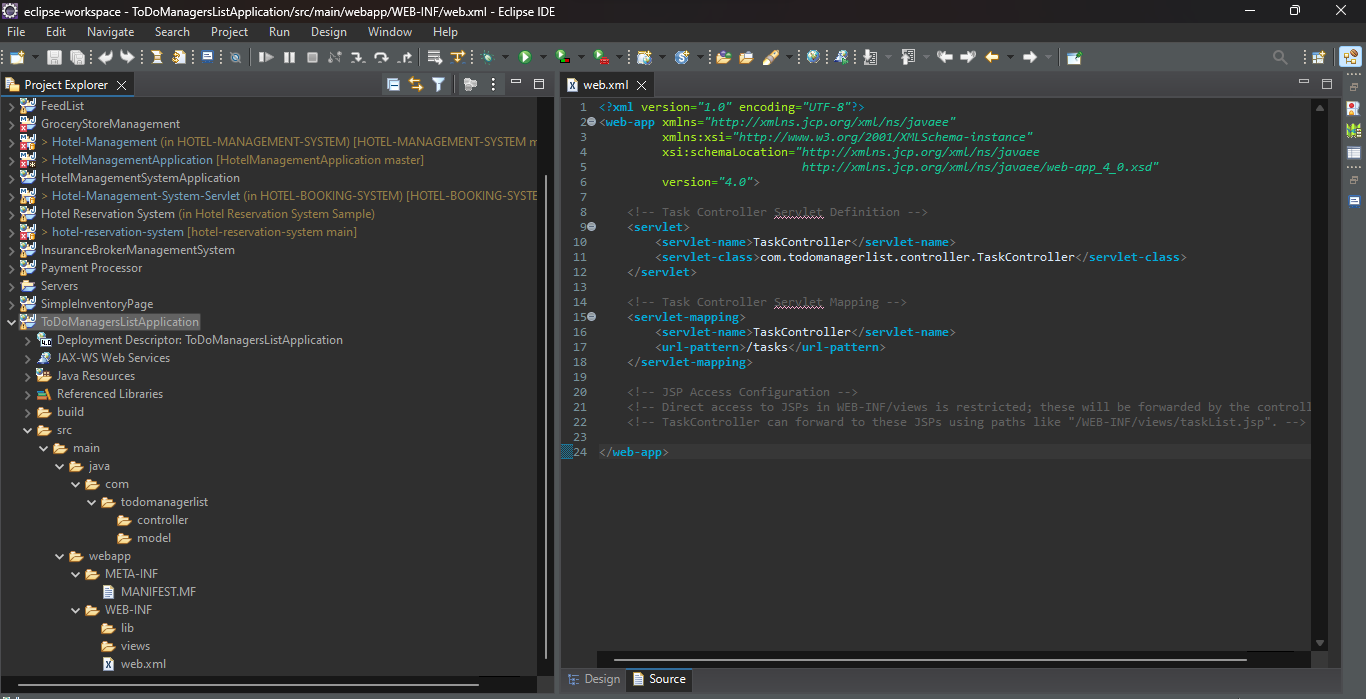 eclipse-workspace - ToDoManagersListApplication/src/main/webapp/WEB-INF/web.xml - Eclipse IDE
File Edit Navigate Search Project Run Design Window Help
Project Explorer
FeedList
GroceryStoreManagement
> Hotel-Management (in HOTEL-MANAGEMENT-SYSTEM) [HOTEL-MANAGEMENT-SYSTEM m
> HotelManagementApplication [HotelManagementApplication master]
HotelManagementSystemApplication
> Hotel-Management-System-Servlet (in HOTEL-BOOKING-SYSTEM) [HOTEL-BOOKING-SYSTE
Hotel Reservation System (in Hotel Reservation System Sample)
> hotel-reservation-system [hotel-reservation-system main]
InsuranceBrokerManagementSystem
Payment Processor
Servers
SimpleInventoryPage
ToDoManagersListApplication
Deployment Descriptor: ToDoManagersListApplication
JAX-WS Web Services
Java Resources
Referenced Libraries
build
src
main
java
com
todomanagerlist
controller
model
webapp
META-INF
MANIFEST.MF
WEB-INF
lib
views
web.xml
web.xml
1 <?xml version="1.0" encoding="UTF-8"?>
2 <web-app xmlns="http://xmlns.jcp.org/xml/ns/javaee"
3 xmlns:xsi="http://www.w3.org/2001/XMLSchema-instance"
4 xsi:schemaLocation="http://xmlns.jcp.org/xml/ns/javaee
5 http://xmlns.jcp.org/xml/ns/javaee/web-app_4_0.xsd"
6 version="4.0">
7
8 <!-- Task Controller Servlet Definition -->
9 <servlet>
10 <servlet-name>TaskController</servlet-name>
11 <servlet-class>com.todomanagerlist.controller.TaskController</servlet-class>
12 </servlet>
13
14 <!-- Task Controller Servlet Mapping -->
15 <servlet-mapping>
16 <servlet-name>TaskController</servlet-name>
17 <url-pattern>/tasks</url-pattern>
18 </servlet-mapping>
19
20 <!-- JSP Access Configuration -->
21 <!-- Direct access to JSPs in WEB-INF/views is restricted; these will be forwarded by the controll
22 <!-- TaskController can forward to these JSPs using paths like "/WEB-INF/views/taskList.jsp". -->
23
24 </web-app>
Design Source